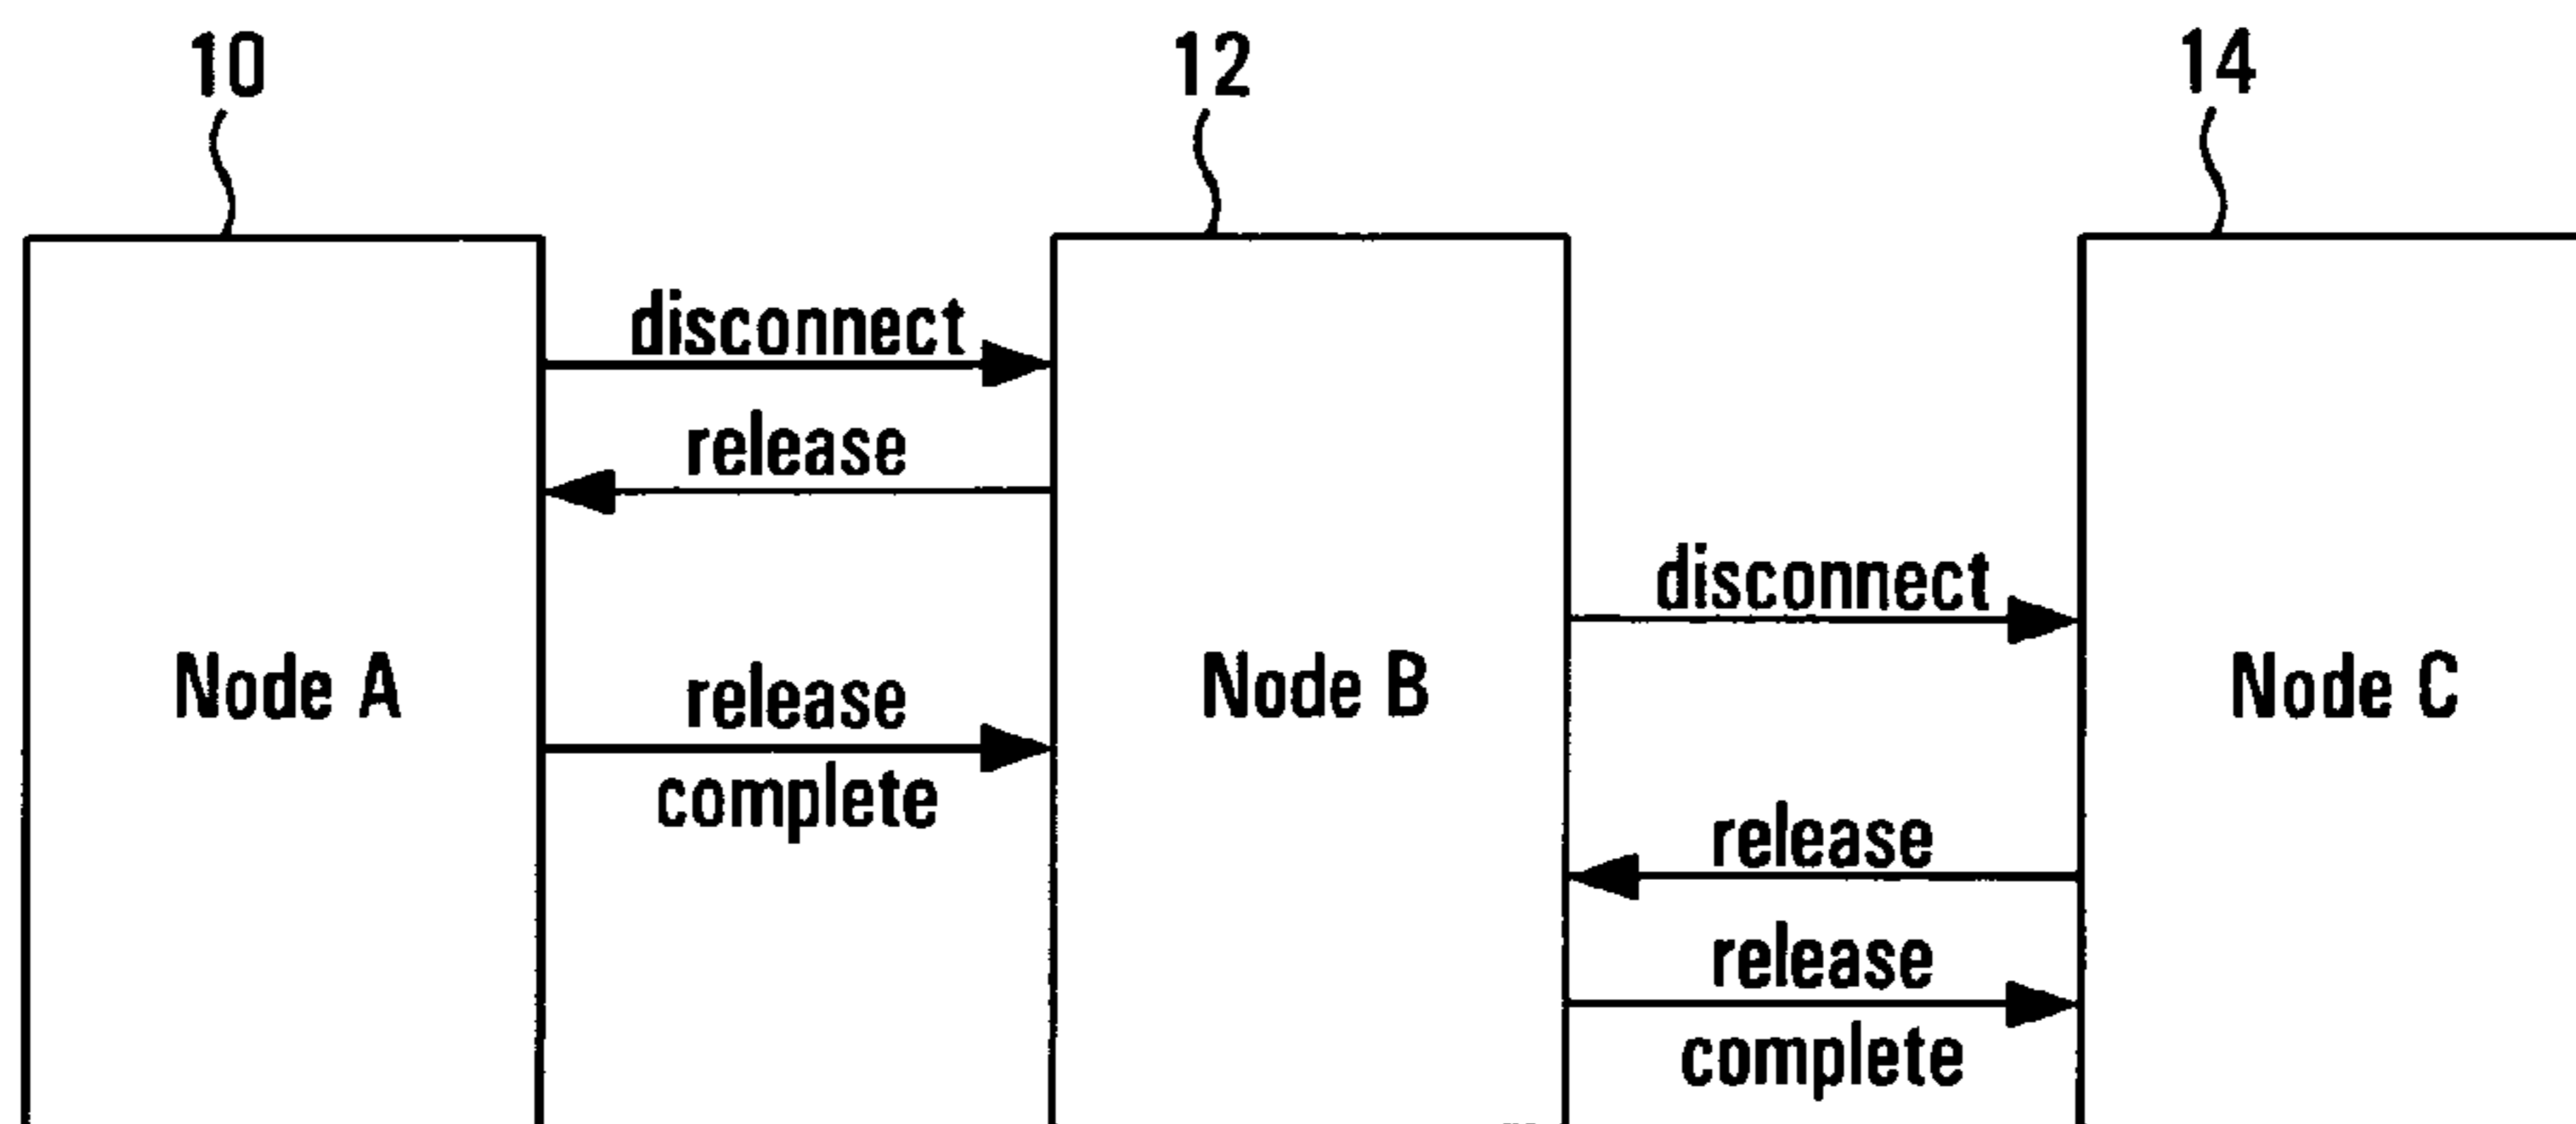 10
12
14
disconnect
release
disconnect
Node A
release
complete
Node B
Node C
release
release
complete